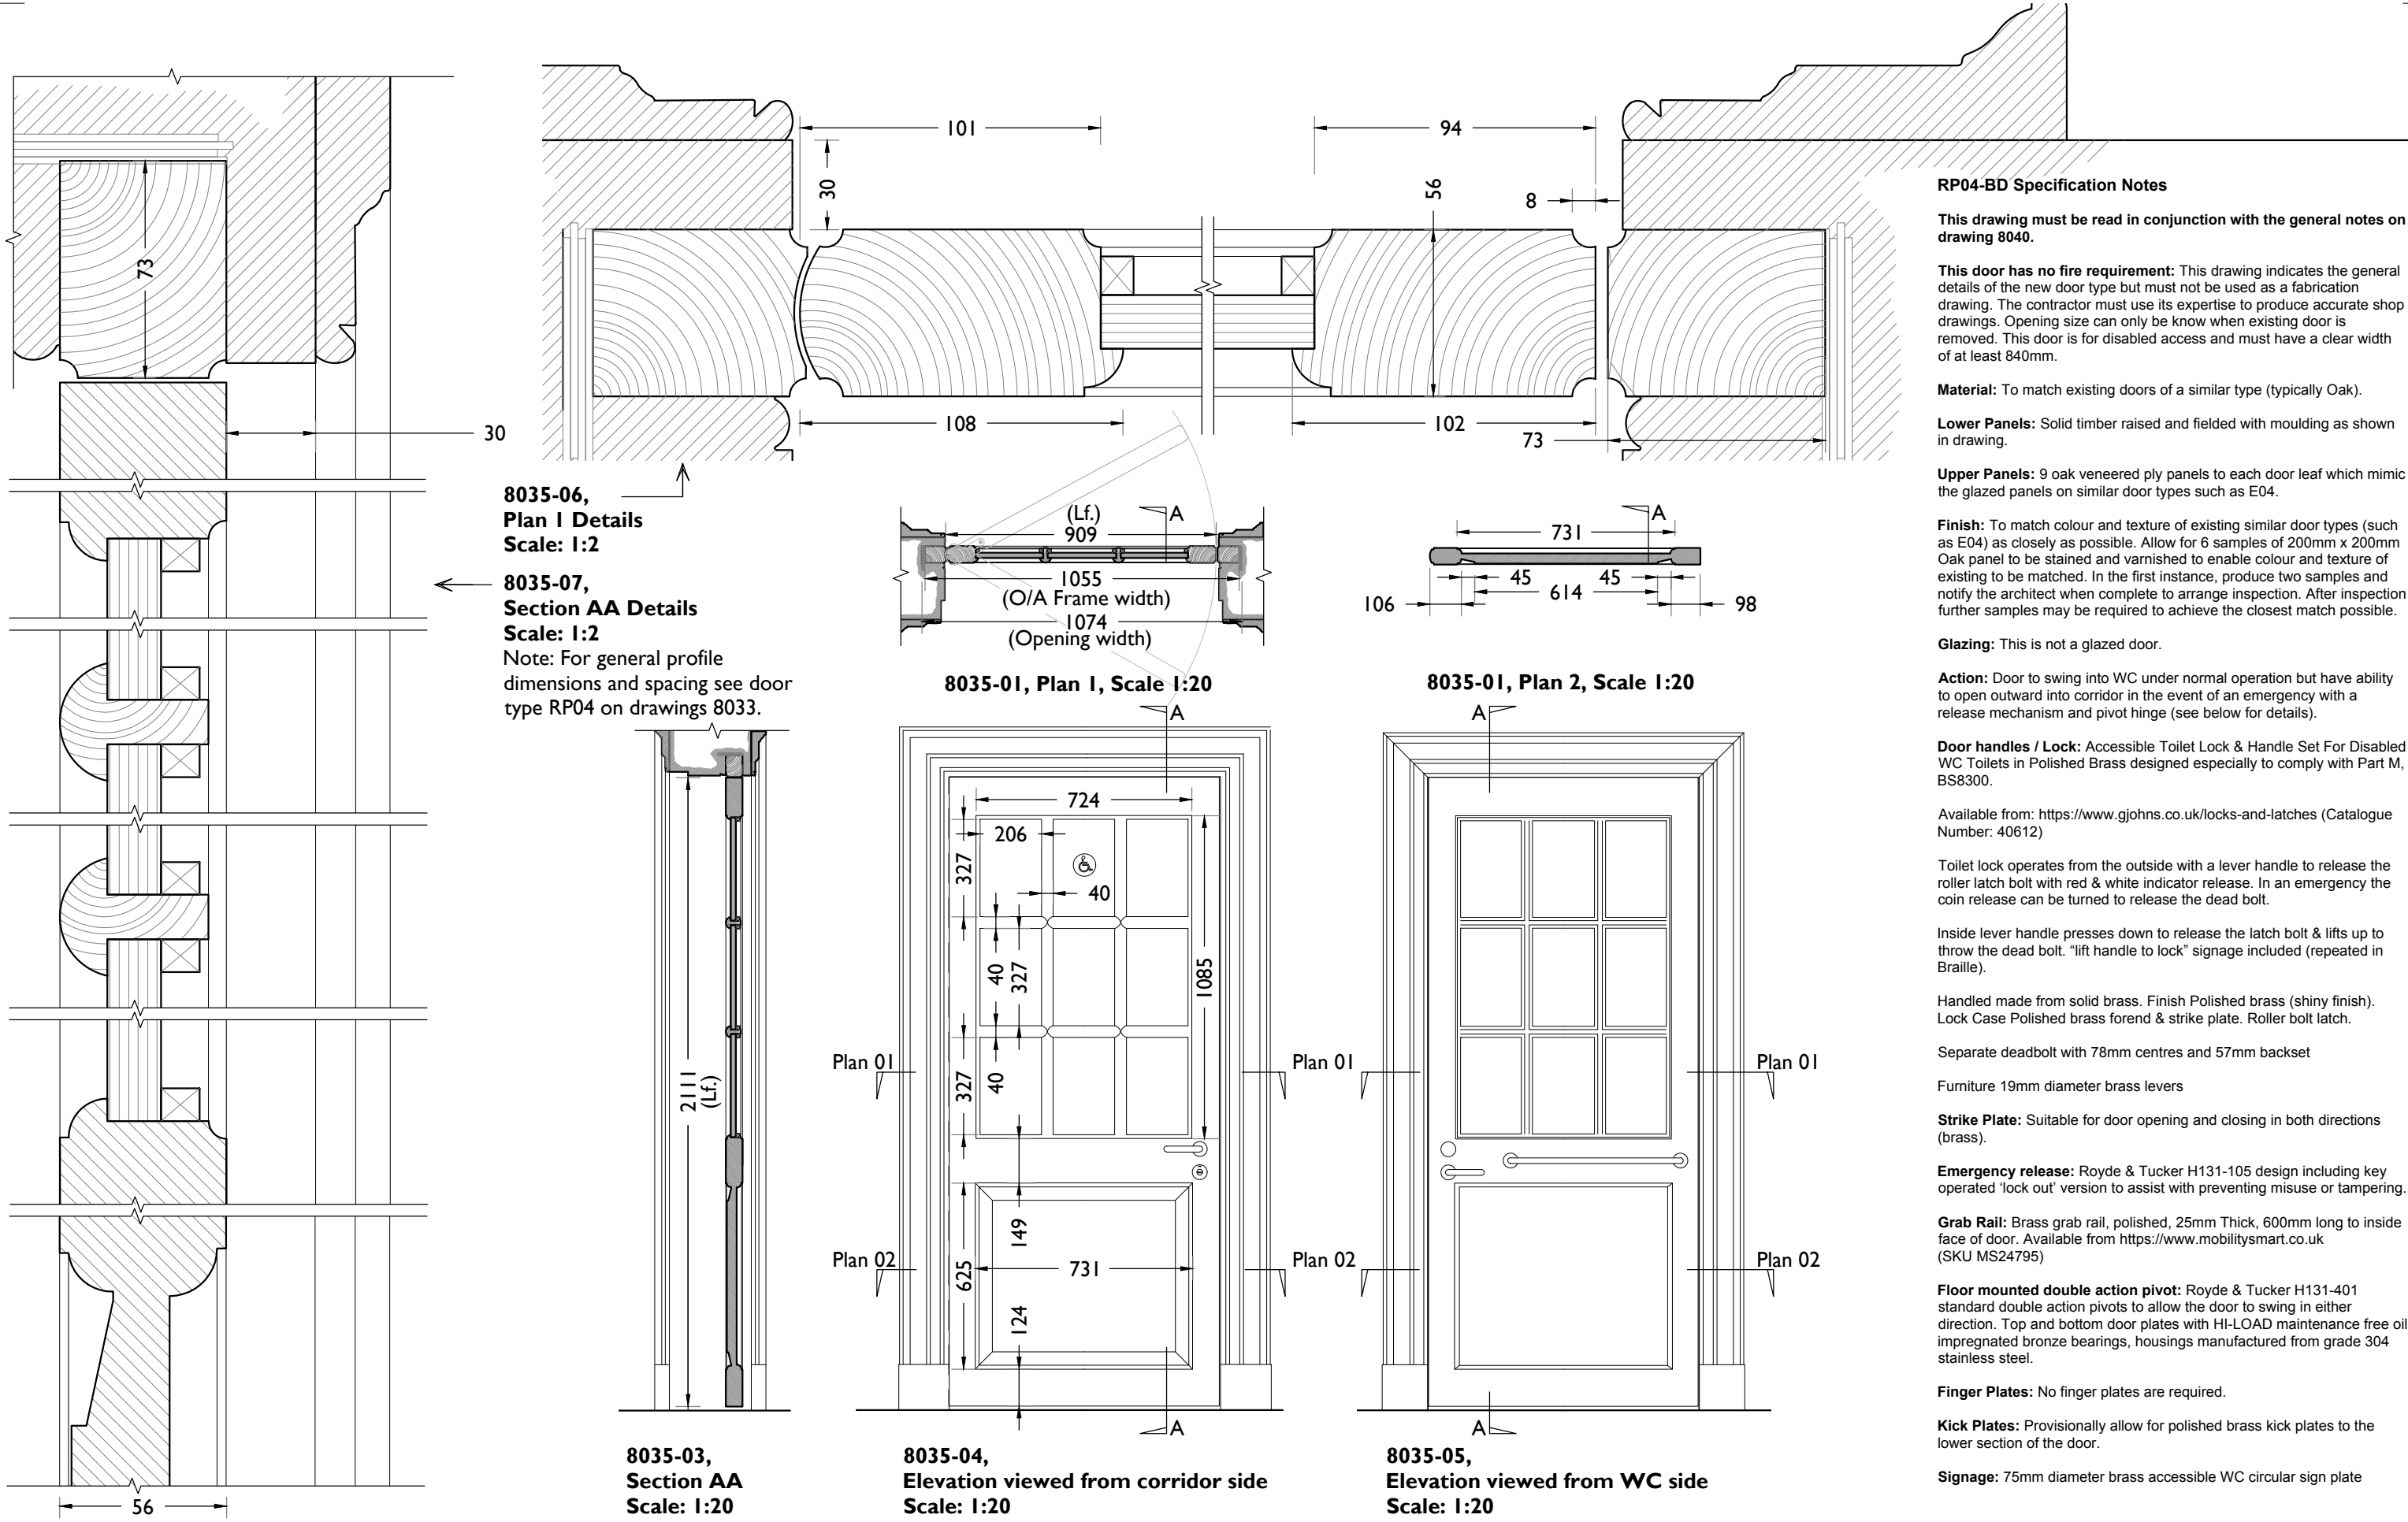 73
30
56
101
94
30
56
8
108
102
73
8035-06,
Plan 1 Details
Scale: 1:2
8035-07,
Section AA Details
Scale: 1:2
Note: For general profile
dimensions and spacing see door
type RP04 on drawings 8033.
(Lf.)
A
909
1055
(O/A Frame width)
1074
(Opening width)
8035-01, Plan 1, Scale 1:20
A
731
45
45
614
106
98
8035-01, Plan 2, Scale 1:20
2111
(Lf.)
8035-03,
Section AA
Scale: 1:20
A
724
206
327
40
40
327
1085
Plan 01
Plan 01
327
40
149
Plan 02
Plan 02
625
731
124
A
8035-04,
Elevation viewed from corridor side
Scale: 1:20
A
Plan 01
Plan 02
A
8035-05,
Elevation viewed from WC side
Scale: 1:20
RP04-BD Specification Notes
This drawing must be read in conjunction with the general notes on
drawing 8040.
This door has no fire requirement: This drawing indicates the general
details of the new door type but must not be used as a fabrication
drawing. The contractor must use its expertise to produce accurate shop
drawings. Opening size can only be know when existing door is
removed. This door is for disabled access and must have a clear width
of at least 840mm.
Material: To match existing doors of a similar type (typically Oak).
Lower Panels: Solid timber raised and fielded with moulding as shown
in drawing.
Upper Panels: 9 oak veneered ply panels to each door leaf which mimic
the glazed panels on similar door types such as E04.
Finish: To match colour and texture of existing similar door types (such
as E04) as closely as possible. Allow for 6 samples of 200mm x 200mm
Oak panel to be stained and varnished to enable colour and texture of
existing to be matched. In the first instance, produce two samples and
notify the architect when complete to arrange inspection. After inspection
further samples may be required to achieve the closest match possible.
Glazing: This is not a glazed door.
Action: Door to swing into WC under normal operation but have ability
to open outward into corridor in the event of an emergency with a
release mechanism and pivot hinge (see below for details).
Door handles / Lock: Accessible Toilet Lock & Handle Set For Disabled
WC Toilets in Polished Brass designed especially to comply with Part M,
BS8300.
Available from: https://www.gjohns.co.uk/locks-and-latches (Catalogue
Number: 40612)
Toilet lock operates from the outside with a lever handle to release the
roller latch bolt with red & white indicator release. In an emergency the
coin release can be turned to release the dead bolt.
Inside lever handle presses down to release the latch bolt & lifts up to
throw the dead bolt. “lift handle to lock” signage included (repeated in
Braille).
Handled made from solid brass. Finish Polished brass (shiny finish).
Lock Case Polished brass forend & strike plate. Roller bolt latch.
Separate deadbolt with 78mm centres and 57mm backset
Furniture 19mm diameter brass levers
Strike Plate: Suitable for door opening and closing in both directions
(brass).
Emergency release: Royde & Tucker H131-105 design including key
operated ‘lock out’ version to assist with preventing misuse or tampering.
Grab Rail: Brass grab rail, polished, 25mm Thick, 600mm long to inside
face of door. Available from https://www.mobilitysmart.co.uk
(SKU MS24795)
Floor mounted double action pivot: Royde & Tucker H131-401
standard double action pivots to allow the door to swing in either
direction. Top and bottom door plates with HI-LOAD maintenance free oil
impregnated bronze bearings, housings manufactured from grade 304
stainless steel.
Finger Plates: No finger plates are required.
Kick Plates: Provisionally allow for polished brass kick plates to the
lower section of the door.
Signage: 75mm diameter brass accessible WC circular sign plate